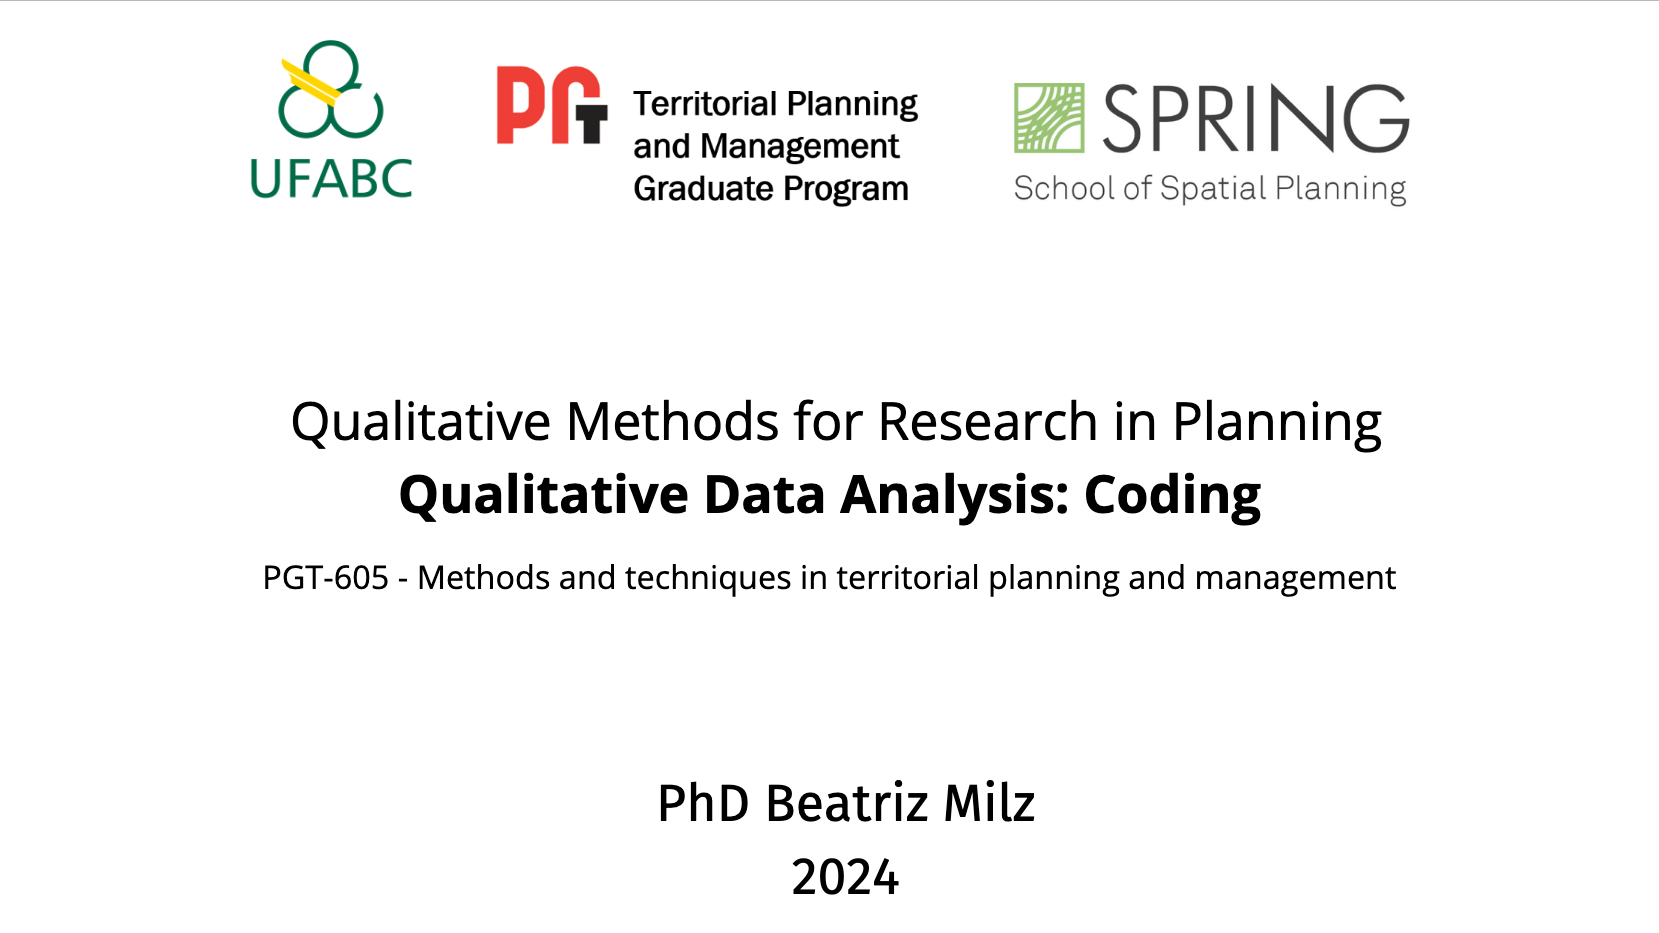 UFABC
PGT
Territorial Planning
and Management
Graduate Program
SPRING
School of Spatial Planning
Qualitative Methods for Research in Planning
Qualitative Data Analysis: Coding
PGT-605 - Methods and techniques in territorial planning and management
PhD Beatriz Milz
2024